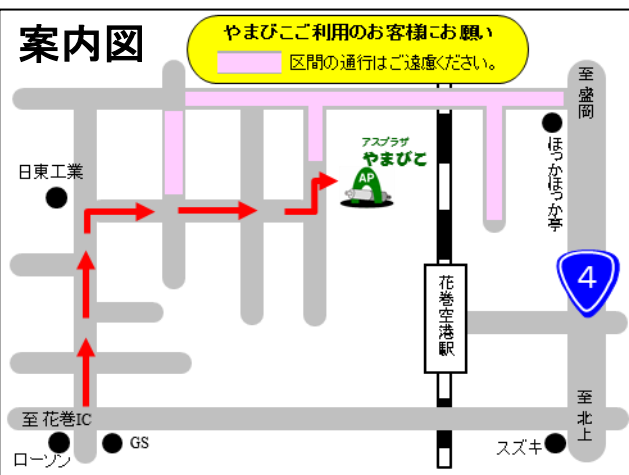 案内図
やまびこご利用のお客様にお願い
区間の通行はご遠慮ください。
至盛岡
ほっかほっか亭
アスプラザ
やまびこ
AP
日東工業
4
花巻空港駅
至花巻IC
至北上
ローソン
GS
スズキ